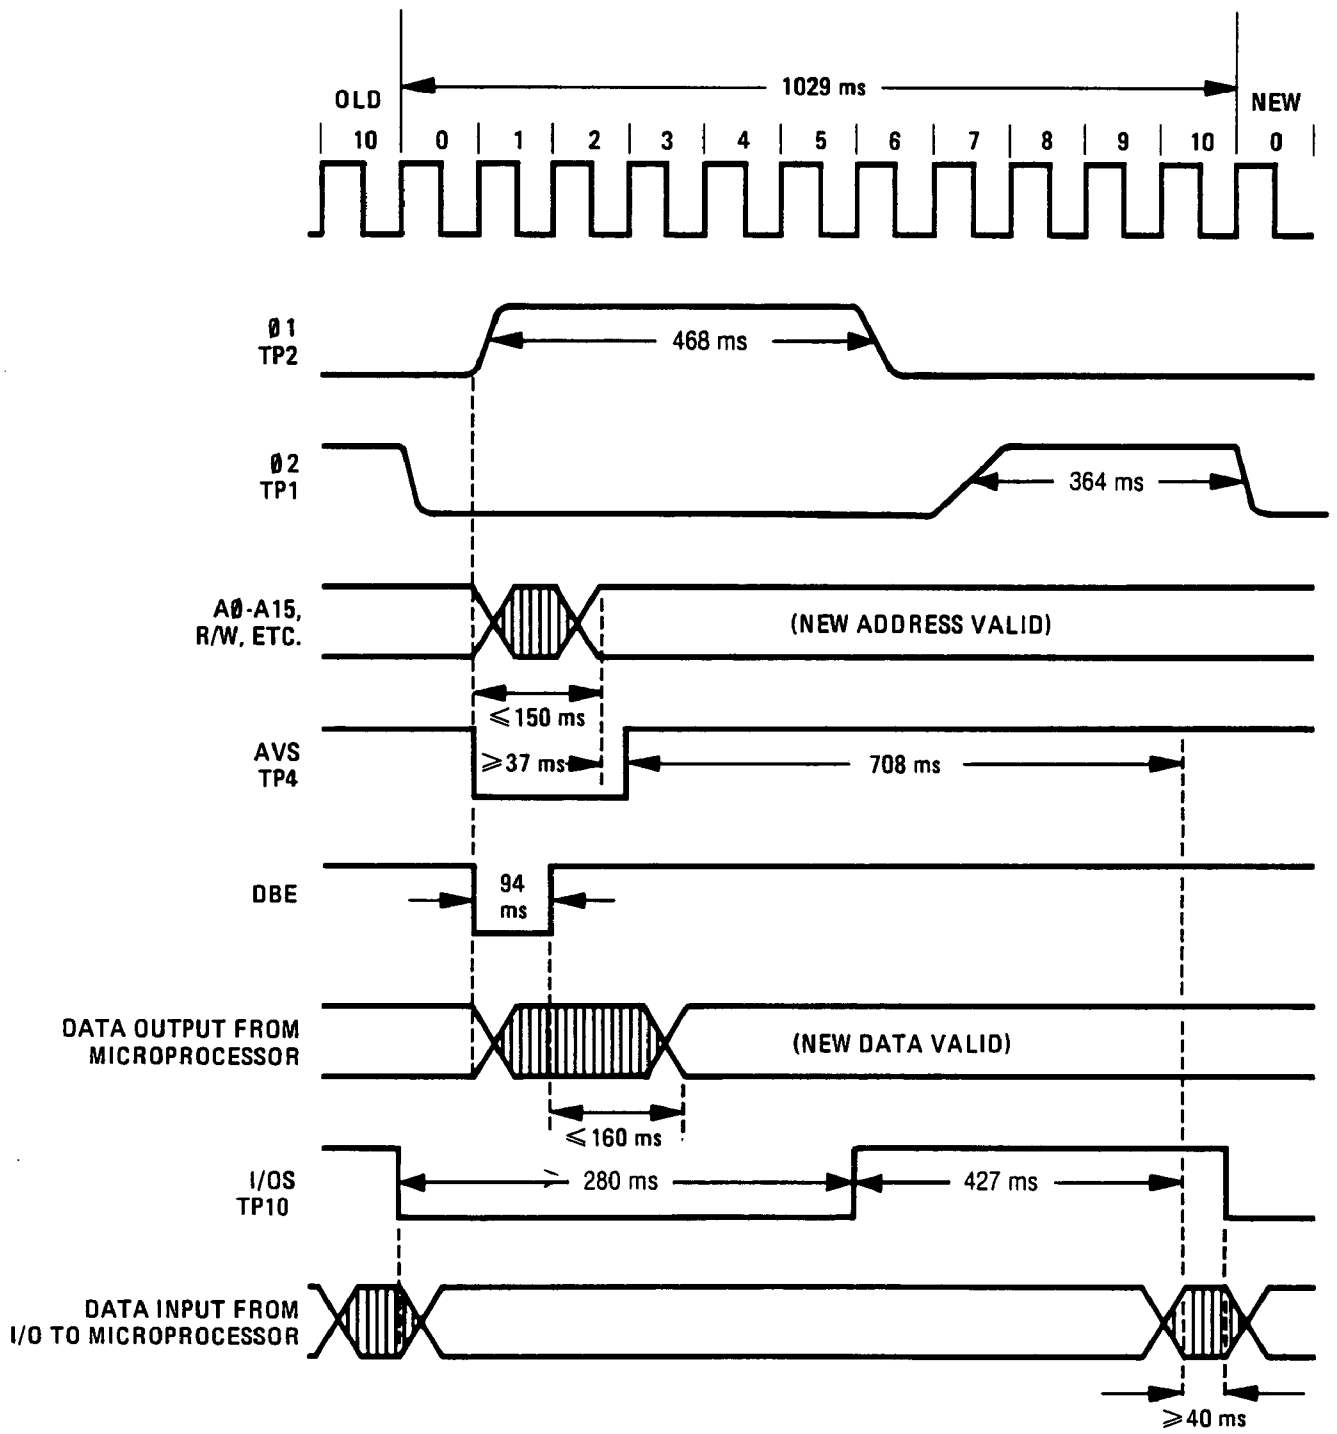 1029 ms
OLD
NEW
10 0 1 2 3 4 5 6 7 8 9 10 0
Ø1
TP2
468 ms
Ø2
TP1
364 ms
AØ-A15,
R/W, ETC.
(NEW ADDRESS VALID)
⩽150 ms
AVS
TP4
⩾37 ms
708 ms
DBE
94
ms
DATA OUTPUT FROM
MICROPROCESSOR
(NEW DATA VALID)
⩽160 ms
I/OS
TP10
> 280 ms
427 ms
DATA INPUT FROM
I/O TO MICROPROCESSOR
⩾40 ms